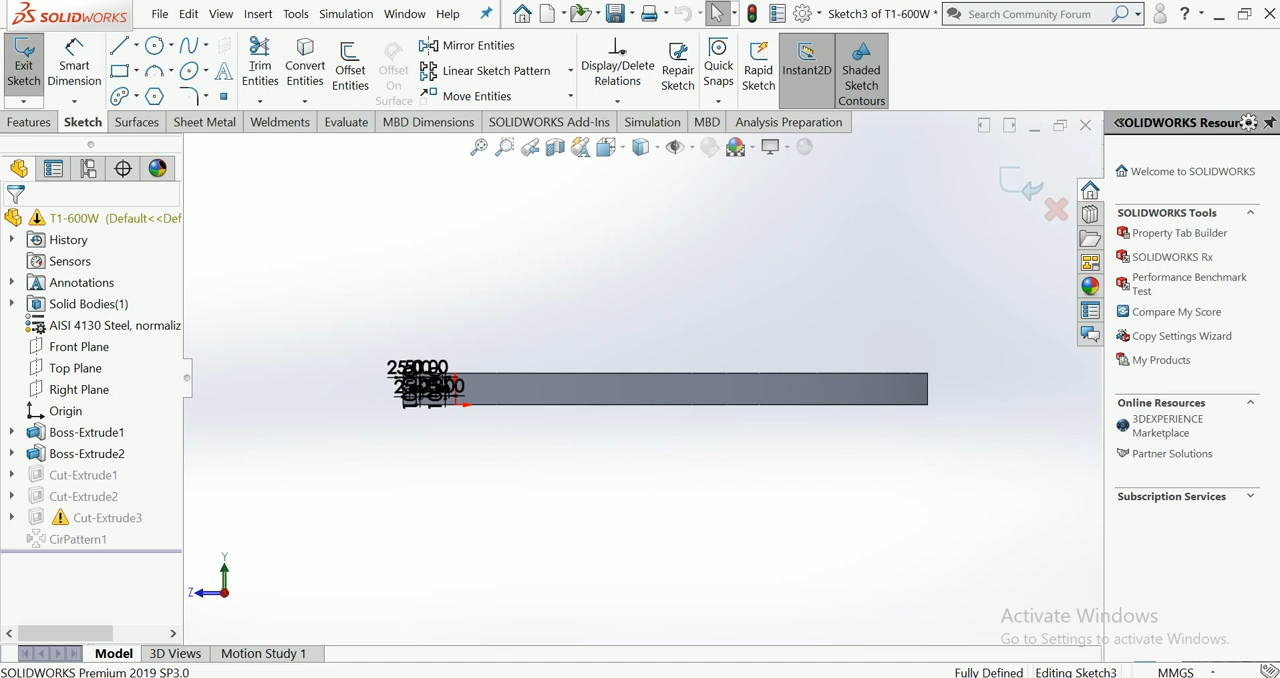 SOLIDWORKS File Edit View Insert Tools Simulation Window Help Sketch3 of T1-600W * Search Community Forum ?
Exit Sketch
Smart Dimension
Trim Entities
Convert Entities
Offset Entities
Offset On Surface
Mirror Entities
Linear Sketch Pattern
Move Entities
Display/Delete Relations
Repair Sketch
Quick Snaps
Rapid Sketch
Instant2D
Shaded Sketch Contours
Features Sketch Surfaces Sheet Metal Weldments Evaluate MBD Dimensions SOLIDWORKS Add-Ins Simulation MBD Analysis Preparation
T1-600W (Default<<Def
History
Sensors
Annotations
Solid Bodies(1)
AISI 4130 Steel, normaliz
Front Plane
Top Plane
Right Plane
Origin
Boss-Extrude1
Boss-Extrude2
Cut-Extrude1
Cut-Extrude2
Cut-Extrude3
CirPattern1
Y
Z
SOLIDWORKS Resour
Welcome to SOLIDWORKS
SOLIDWORKS Tools
Property Tab Builder
SOLIDWORKS Rx
Performance Benchmark
Test
Compare My Score
Copy Settings Wizard
My Products
Online Resources
3DEXPERIENCE
Marketplace
Partner Solutions
Subscription Services
Activate Windows
Go to Settings to activate Windows.
Model 3D Views Motion Study 1
SOLIDWORKS Premium 2019 SP3.0 Fully Defined Editing Sketch3 MMGS